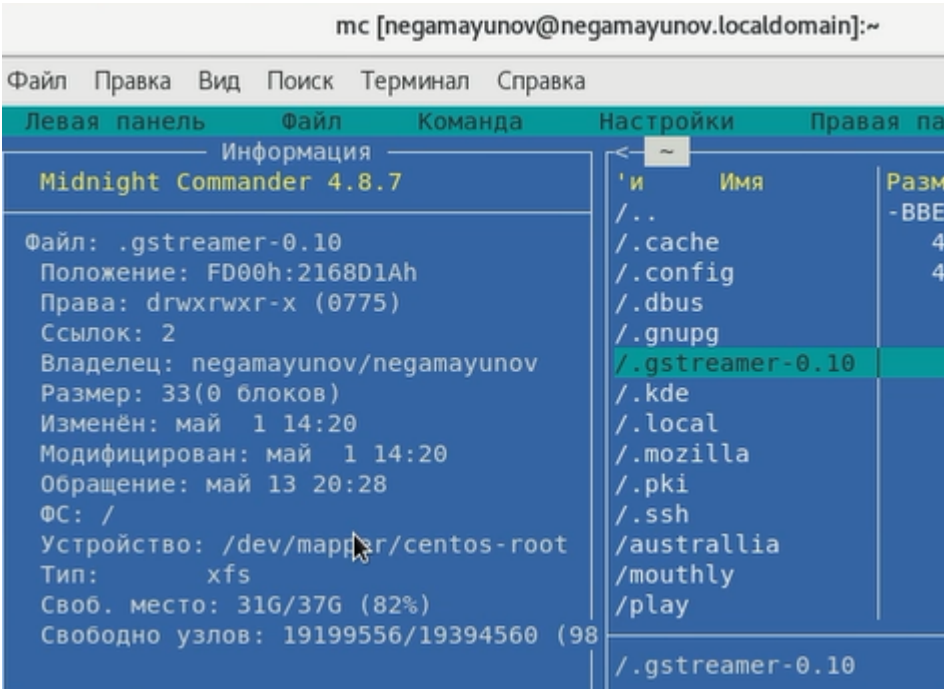 mc [negamayunov@negamayunov.localdomain]:~
Файл Правка Вид Поиск Терминал Справка
Левая панель Файл Команда Настройки Правая па
Информация
Midnight Commander 4.8.7
Файл: .gstreamer-0.10
Положение: FD00h:2168D1Ah
Права: drwxrwxr-x (0775)
Ссылок: 2
Владелец: negamayunov/negamayunov
Размер: 33(0 блоков)
Изменён: май 1 14:20
Модифицирован: май 1 14:20
Обращение: май 13 20:28
ФС: /
Устройство: /dev/mapper/centos-root
Тип: xfs
Своб. место: 31G/37G (82%)
Свободно узлов: 19199556/19394560 (98
<- ~
'и Имя Разм
/.. -ВВЕ
/.cache 4
/.config 4
/.dbus
/.gnupg
/.gstreamer-0.10
/.kde
/.local
/.mozilla
/.pki
/.ssh
/australlia
/mouthly
/play
/.gstreamer-0.10